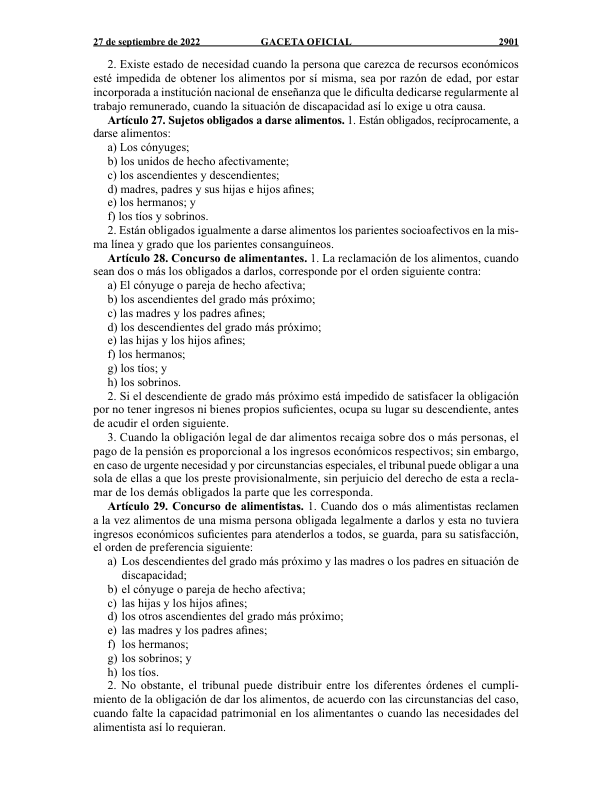 27 de septiembre de 2022 GACETA OFICIAL 2901
2. Existe estado de necesidad cuando la persona que carezca de recursos económicos
esté impedida de obtener los alimentos por sí misma, sea por razón de edad, por estar
incorporada a institución nacional de enseñanza que le dificulta dedicarse regularmente al
trabajo remunerado, cuando la situación de discapacidad así lo exige u otra causa.
Artículo 27. Sujetos obligados a darse alimentos. 1. Están obligados, recíprocamente, a
darse alimentos:
a) Los cónyuges;
b) los unidos de hecho afectivamente;
c) los ascendientes y descendientes;
d) madres, padres y sus hijas e hijos afines;
e) los hermanos; y
f) los tíos y sobrinos.
2. Están obligados igualmente a darse alimentos los parientes socioafectivos en la mis-
ma línea y grado que los parientes consanguíneos.
Artículo 28. Concurso de alimentantes. 1. La reclamación de los alimentos, cuando
sean dos o más los obligados a darlos, corresponde por el orden siguiente contra:
a) El cónyuge o pareja de hecho afectiva;
b) los ascendientes del grado más próximo;
c) las madres y los padres afines;
d) los descendientes del grado más próximo;
e) las hijas y los hijos afines;
f) los hermanos;
g) los tíos; y
h) los sobrinos.
2. Si el descendiente de grado más próximo está impedido de satisfacer la obligación
por no tener ingresos ni bienes propios suficientes, ocupa su lugar su descendiente, antes
de acudir el orden siguiente.
3. Cuando la obligación legal de dar alimentos recaiga sobre dos o más personas, el
pago de la pensión es proporcional a los ingresos económicos respectivos; sin embargo,
en caso de urgente necesidad y por circunstancias especiales, el tribunal puede obligar a una
sola de ellas a que los preste provisionalmente, sin perjuicio del derecho de esta a recla-
mar de los demás obligados la parte que les corresponda.
Artículo 29. Concurso de alimentistas. 1. Cuando dos o más alimentistas reclamen
a la vez alimentos de una misma persona obligada legalmente a darlos y esta no tuviera
ingresos económicos suficientes para atenderlos a todos, se guarda, para su satisfacción,
el orden de preferencia siguiente:
a) Los descendientes del grado más próximo y las madres o los padres en situación de
discapacidad;
b) el cónyuge o pareja de hecho afectiva;
c) las hijas y los hijos afines;
d) los otros ascendientes del grado más próximo;
e) las madres y los padres afines;
f) los hermanos;
g) los sobrinos; y
h) los tíos.
2. No obstante, el tribunal puede distribuir entre los diferentes órdenes el cumpli-
miento de la obligación de dar los alimentos, de acuerdo con las circunstancias del caso,
cuando falte la capacidad patrimonial en los alimentantes o cuando las necesidades del
alimentista así lo requieran.